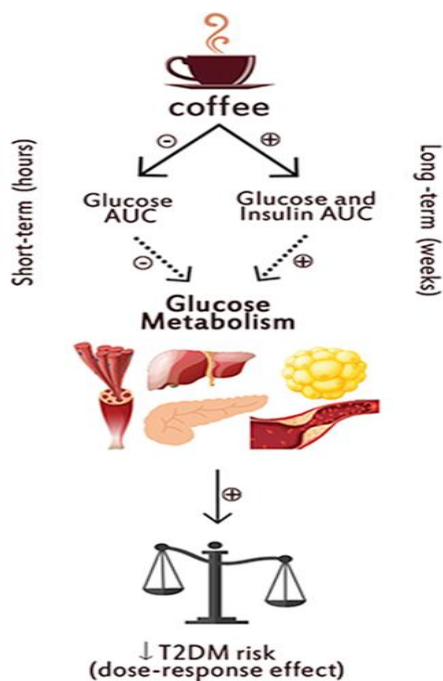 coffee
⊖ ⊕
Short-term (hours)
Glucose
AUC
Glucose and
Insulin AUC
Long-term (weeks)
⊖ ⊕
Glucose
Metabolism
⊕
↓T2DM risk
(dose-response effect)